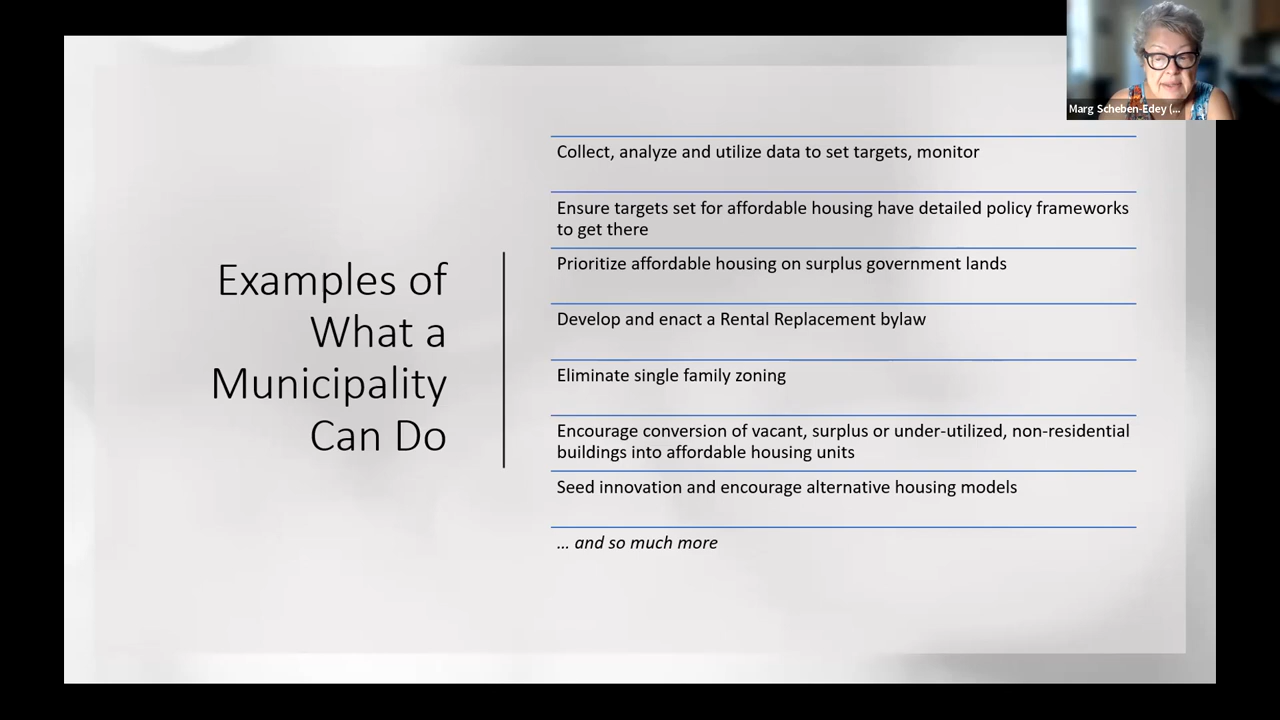 Marg Scheben-Edey (...
Examples of
What a
Municipality
Can Do
Collect, analyze and utilize data to set targets, monitor
Ensure targets set for affordable housing have detailed policy frameworks
to get there
Prioritize affordable housing on surplus government lands
Develop and enact a Rental Replacement bylaw
Eliminate single family zoning
Encourage conversion of vacant, surplus or under-utilized, non-residential
buildings into affordable housing units
Seed innovation and encourage alternative housing models
... and so much more